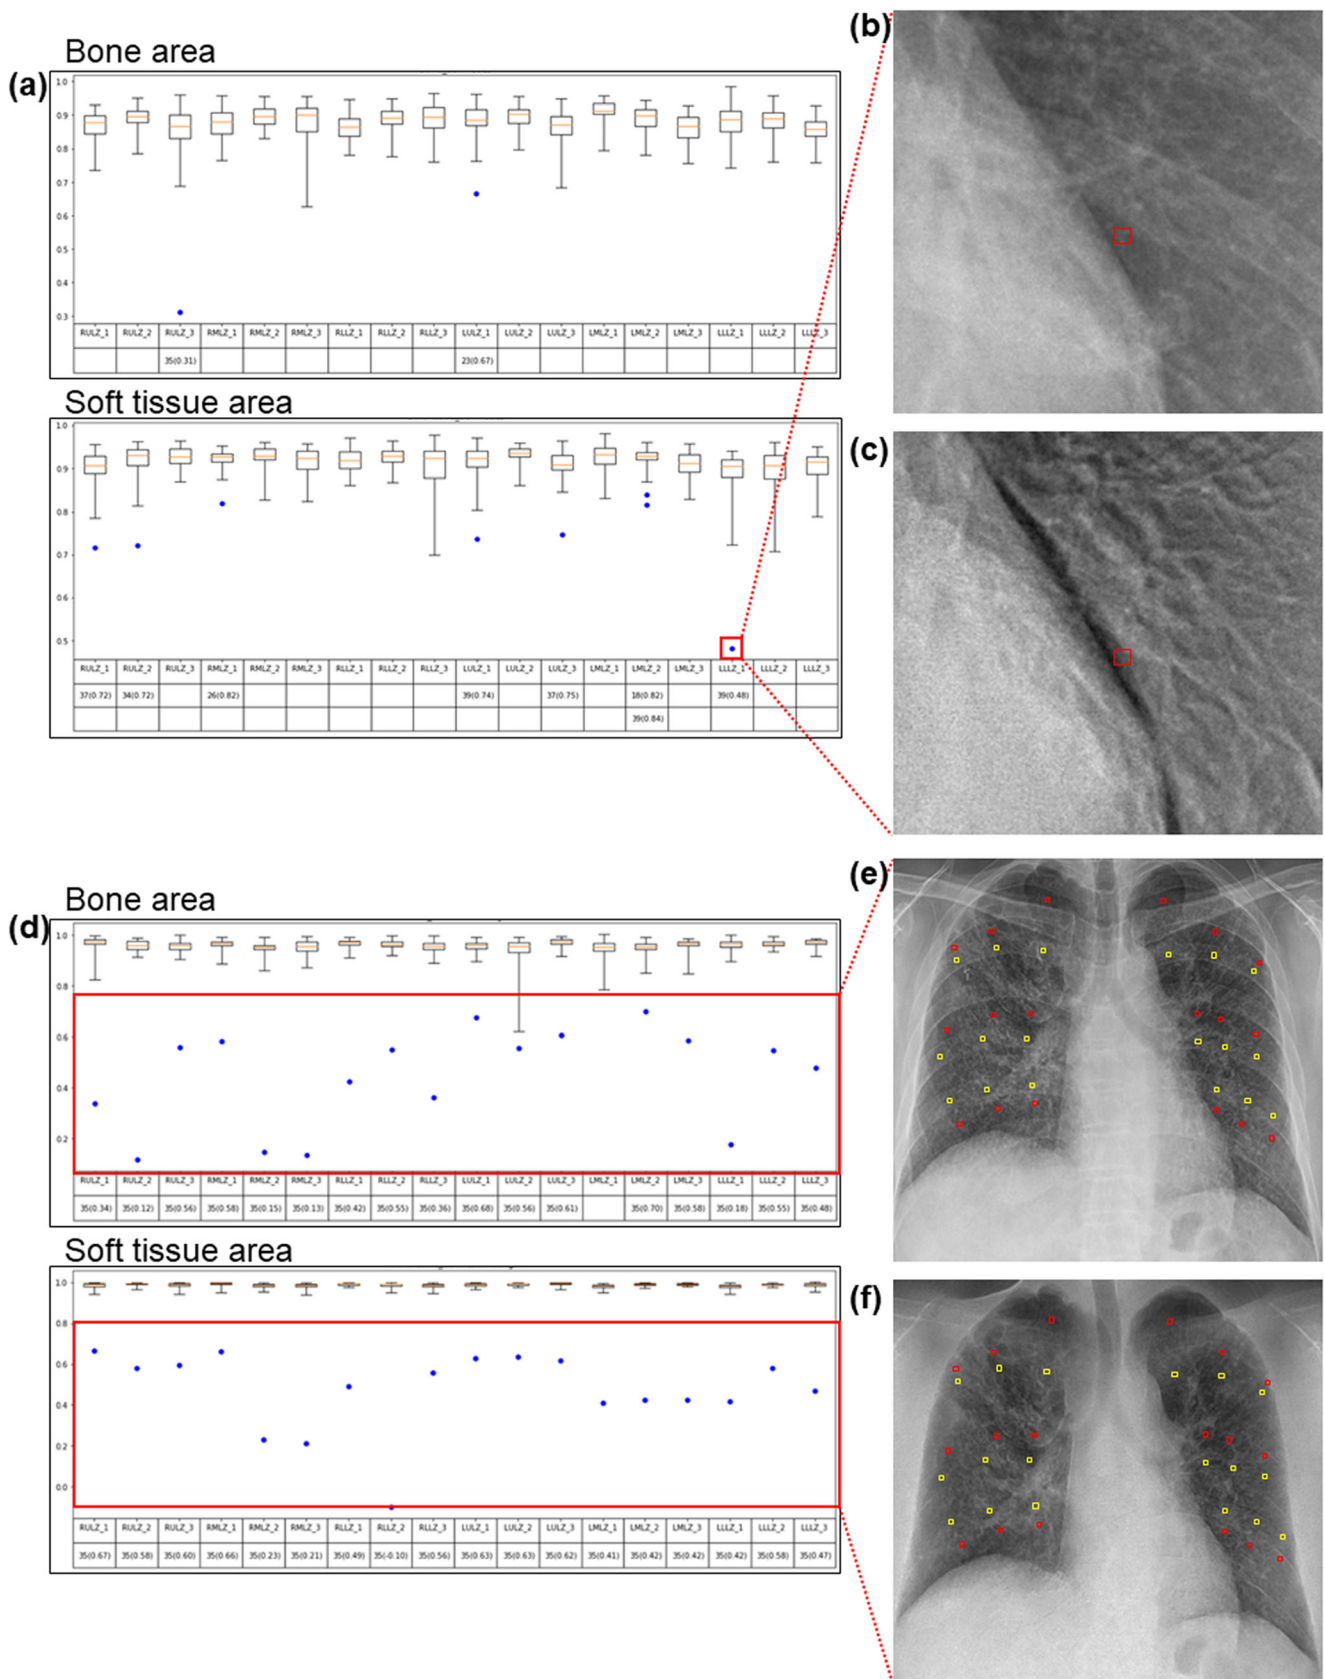 Bone area
(a)
1.0
0.9
0.8
0.7
0.6
0.5
0.4
0.3
RULZ_1 RULZ_2 RULZ_3 RMLZ_1 RMLZ_2 RMLZ_3 RLLZ_1 RLLZ_2 RLLZ_3 LULZ_1 LULZ_2 LULZ_3 LMLZ_1 LMLZ_2 LMLZ_3 LLLZ_1 LLLZ_2 LLLZ_3
35(0.31) 23(0.67)
Soft tissue area
1.0
0.9
0.8
0.7
0.6
0.5
RULZ_1 RULZ_2 RULZ_3 RMLZ_1 RMLZ_2 RMLZ_3 RLLZ_1 RLLZ_2 RLLZ_3 LULZ_1 LULZ_2 LULZ_3 LMLZ_1 LMLZ_2 LMLZ_3 LLLZ_1 LLLZ_2 LLLZ_3
37(0.72) 34(0.72) 26(0.82) 39(0.74) 37(0.75) 18(0.82) 39(0.48)
39(0.84)
(b)
(c)
Bone area
(d)
1.0
0.8
0.6
0.4
0.2
RULZ_1 RULZ_2 RULZ_3 RMLZ_1 RMLZ_2 RMLZ_3 RLLZ_1 RLLZ_2 RLLZ_3 LULZ_1 LULZ_2 LULZ_3 LMLZ_1 LMLZ_2 LMLZ_3 LLLZ_1 LLLZ_2 LLLZ_3
35(0.34) 35(0.12) 35(0.56) 35(0.58) 35(0.15) 35(0.13) 35(0.42) 35(0.55) 35(0.36) 35(0.68) 35(0.56) 35(0.61) 35(0.70) 35(0.58) 35(0.18) 35(0.55) 35(0.48)
Soft tissue area
1.0
0.8
0.6
0.4
0.2
0.0
RULZ_1 RULZ_2 RULZ_3 RMLZ_1 RMLZ_2 RMLZ_3 RLLZ_1 RLLZ_2 RLLZ_3 LULZ_1 LULZ_2 LULZ_3 LMLZ_1 LMLZ_2 LMLZ_3 LLLZ_1 LLLZ_2 LLLZ_3
35(0.67) 35(0.58) 35(0.60) 35(0.66) 35(0.23) 35(0.21) 35(0.49) 35(-0.10) 35(0.56) 35(0.63) 35(0.63) 35(0.62) 35(0.41) 35(0.42) 35(0.42) 35(0.42) 35(0.58) 35(0.47)
(e)
(f)